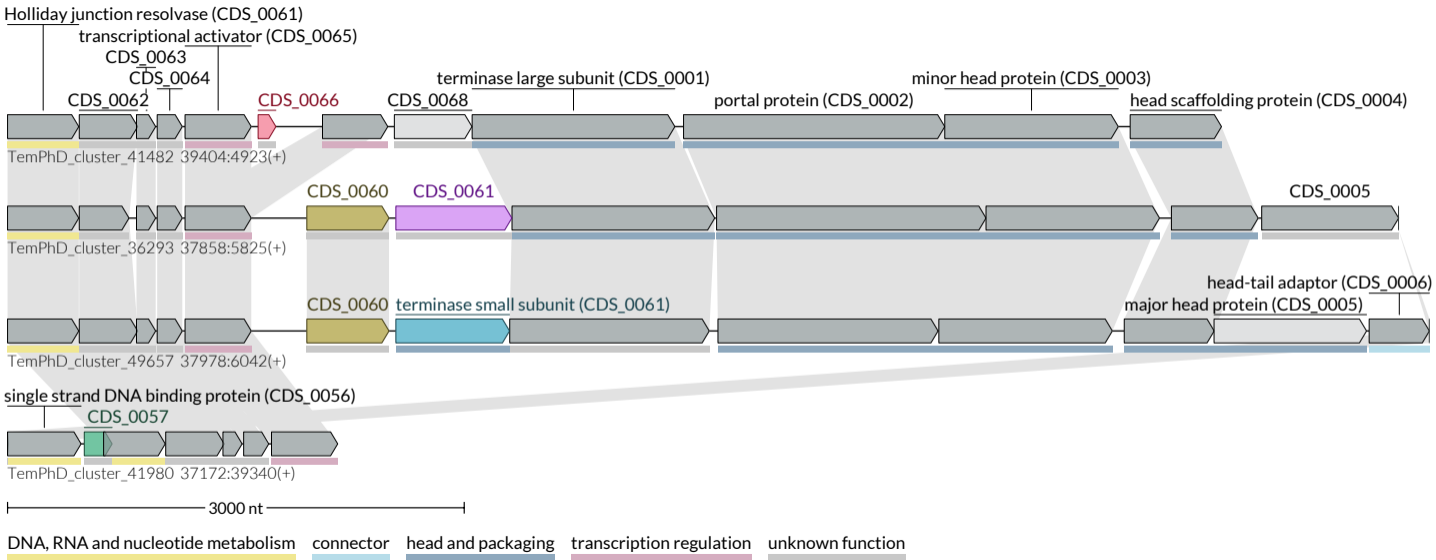 Holliday junction resolvase (CDS_0061)
transcriptional activator (CDS_0065)
CDS_0063
CDS_0064
terminase large subunit (CDS_0001)
minor head protein (CDS_0003)
CDS_0062
CDS_0066
CDS_0068
portal protein (CDS_0002)
head scaffolding protein (CDS_0004)
TemPhD_cluster_41482 39404:4923(+)
CDS_0060
CDS_0061
CDS_0005
TemPhD_cluster_36293 37858:5825(+)
head-tail adaptor (CDS_0006)
CDS_0060
terminase small subunit (CDS_0061)
major head protein (CDS_0005)
TemPhD_cluster_49657 37978:6042(+)
single strand DNA binding protein (CDS_0056)
CDS_0057
TemPhD_cluster_41980 37172:39340(+)
3000 nt
DNA, RNA and nucleotide metabolism
connector
head and packaging
transcription regulation
unknown function